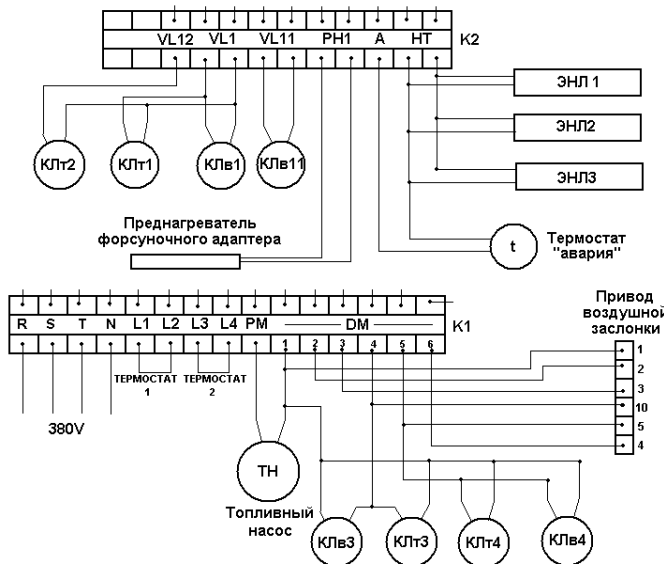 VL12 VL1 VL11 PH1 A HT K2
ЭНЛ 1
ЭНЛ2
ЭНЛ3
КЛт2 КЛт1 КЛв1 КЛв11
Преднагреватель
форсуночного адаптера
t
Термостат
"авария"
R S T N L1 L2 L3 L4 PM DM K1
1 2 3 4 5 6
ТЕРМОСТАТ ТЕРМОСТАТ
1 2
380V
Привод
воздушной
заслонки
1
2
3
10
5
4
ТН
Топливный
насос
КЛв3 КЛт3 КЛт4 КЛв4